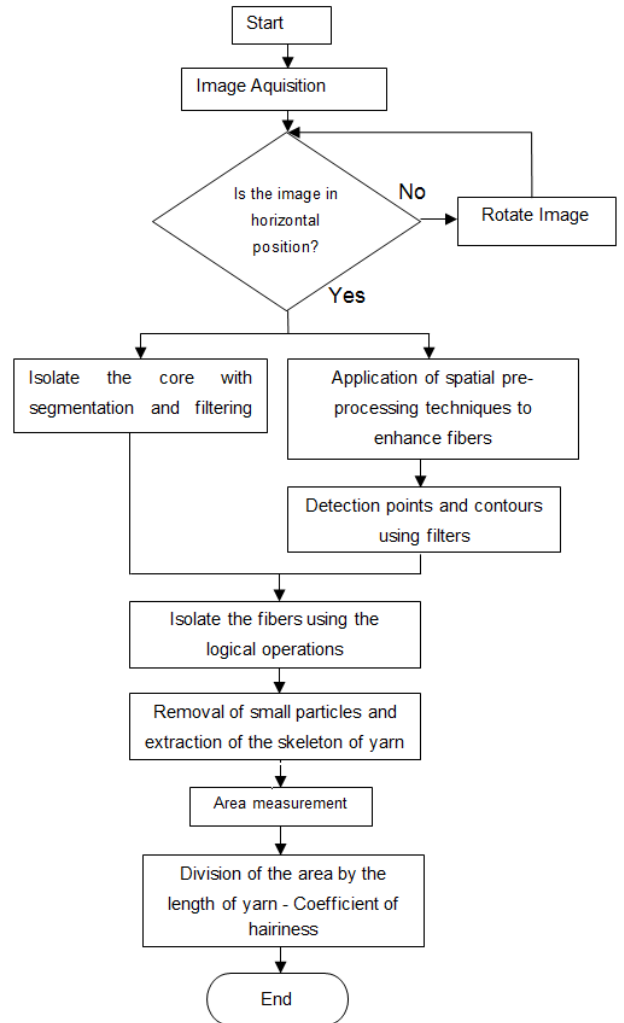 Start
Image Aquisition
Is the image in
horizontal
position?
No
Rotate Image
Yes
Isolate the core with
segmentation and filtering
Application of spatial pre-
processing techniques to
enhance fibers
Detection points and contours
using filters
Isolate the fibers using the
logical operations
Removal of small particles and
extraction of the skeleton of yarn
Area measurement
Division of the area by the
length of yarn - Coefficient of
hairiness
End